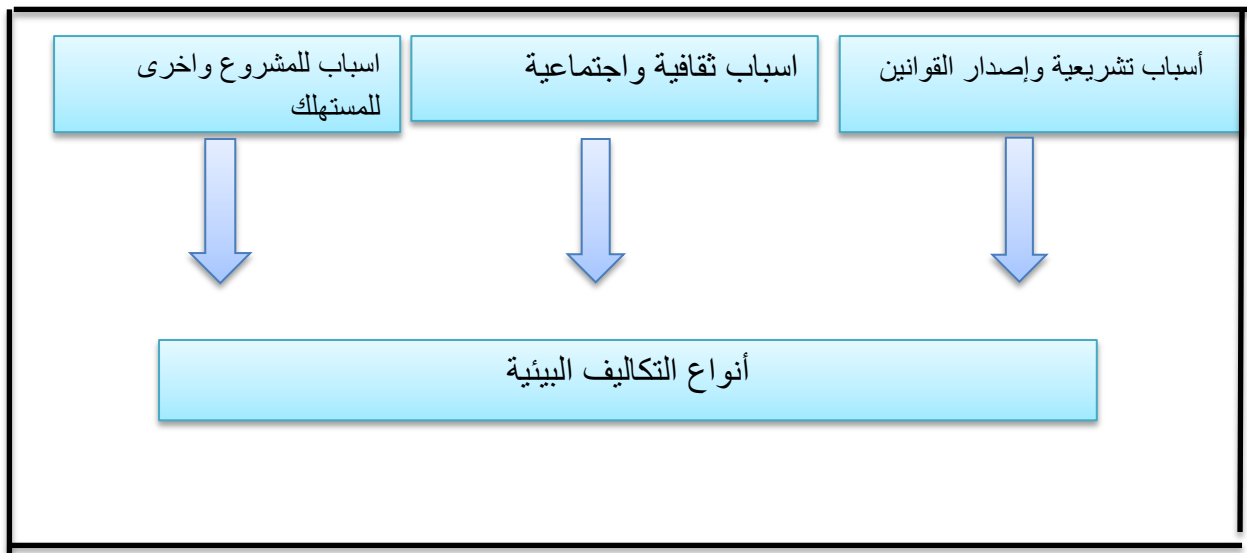 أسباب تشريعية وإصدار القوانين
اسباب ثقافية واجتماعية
اسباب للمشروع واخرى
للمستهلك
أنواع التكاليف البيئية